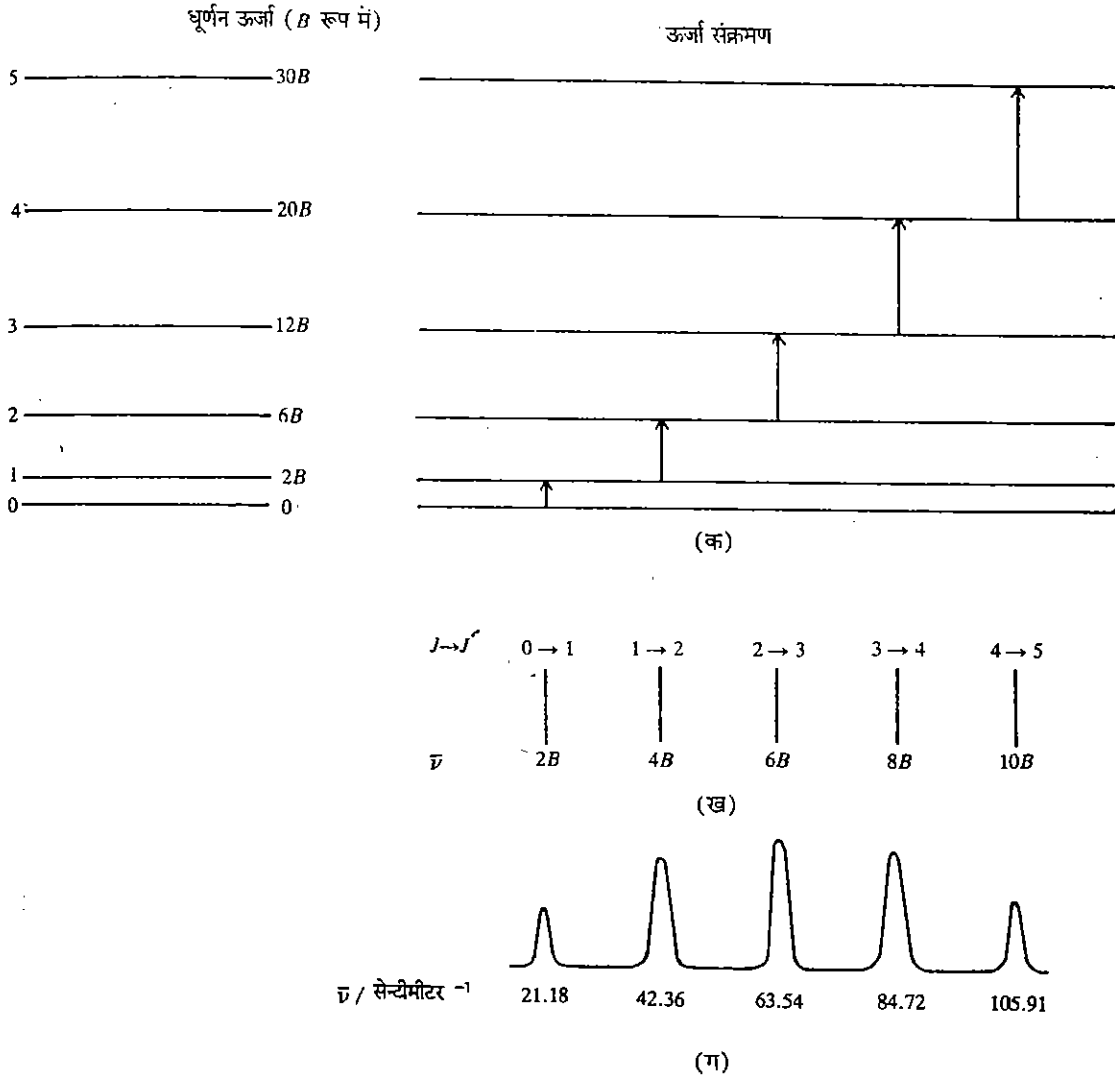 धूर्णन ऊर्जा (B रूप में)
ऊर्जा संक्रमण
5 30B
4 20B
3 12B
2 6B
1 2B
0 0
(क)
J→J′ 0 → 1 1 → 2 2 → 3 3 → 4 4 → 5
ν̅ 2B 4B 6B 8B 10B
(ख)
ν̅ / सेन्टीमीटर ⁻¹ 21.18 42.36 63.54 84.72 105.91
(ग)